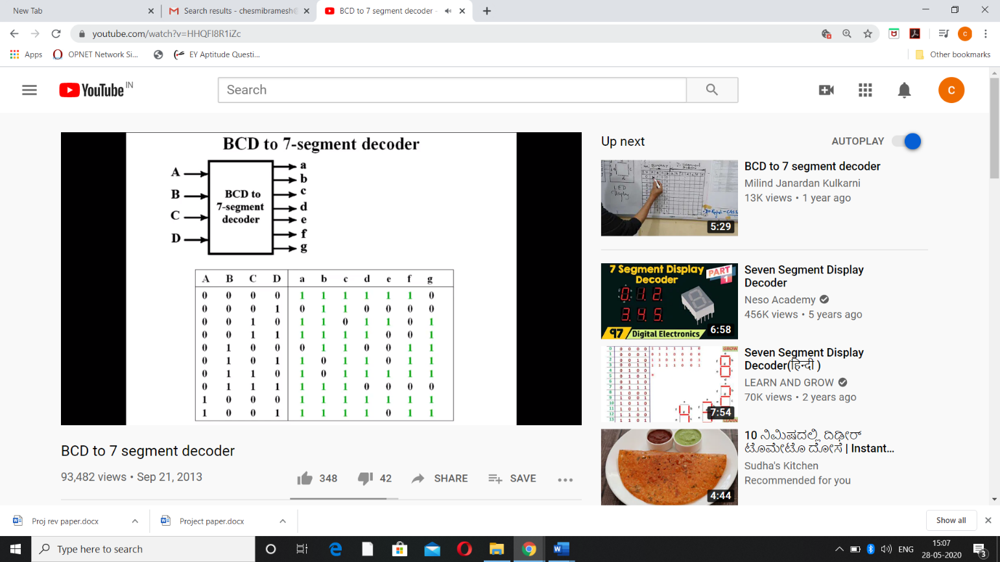 New Tab
Search results - chesmibramesh@
BCD to 7 segment decoder -
youtube.com/watch?v=HHQFI8R1iZc
C
Apps
OPNET Network Si...
EY Aptitude Questi...
Other bookmarks
YouTube IN
Search
C
BCD to 7-segment decoder
A
B
C
D
BCD to
7-segment
decoder
a
b
c
d
e
f
g
A B C D a b c d e f g
0 0 0 0 1 1 1 1 1 1 0
0 0 0 1 0 1 1 0 0 0 0
0 0 1 0 1 1 0 1 1 0 1
0 0 1 1 1 1 1 1 0 0 1
0 1 0 0 0 1 1 0 0 1 1
0 1 0 1 1 0 1 1 0 1 1
0 1 1 0 1 0 1 1 1 1 1
0 1 1 1 1 1 1 0 0 0 0
1 0 0 0 1 1 1 1 1 1 1
1 0 0 1 1 1 1 1 0 1 1
BCD to 7 segment decoder
93,482 views • Sep 21, 2013
348
42
SHARE
SAVE
Up next
AUTOPLAY
LED
Display
5:29
BCD to 7 segment decoder
Milind Janardan Kulkarni
13K views • 1 year ago
7 Segment Display
Decoder
PART
1
97 Digital Electronics
6:58
Seven Segment Display
Decoder
Neso Academy
456K views • 5 years ago
GROW
LEARN
7:54
Seven Segment Display
Decoder(हिन्दी )
LEARN AND GROW
70K views • 2 years ago
4:44
10 ನಿಮಿಷದಲ್ಲಿ ದಿಢೀರ್
ಟೊಮೇಟೊ ದೋಸೆ | Instant...
Sudha's Kitchen
Recommended for you
Proj rev paper.docx
Project paper.docx
Show all
Type here to search
ENG
15:07
28-05-2020
3